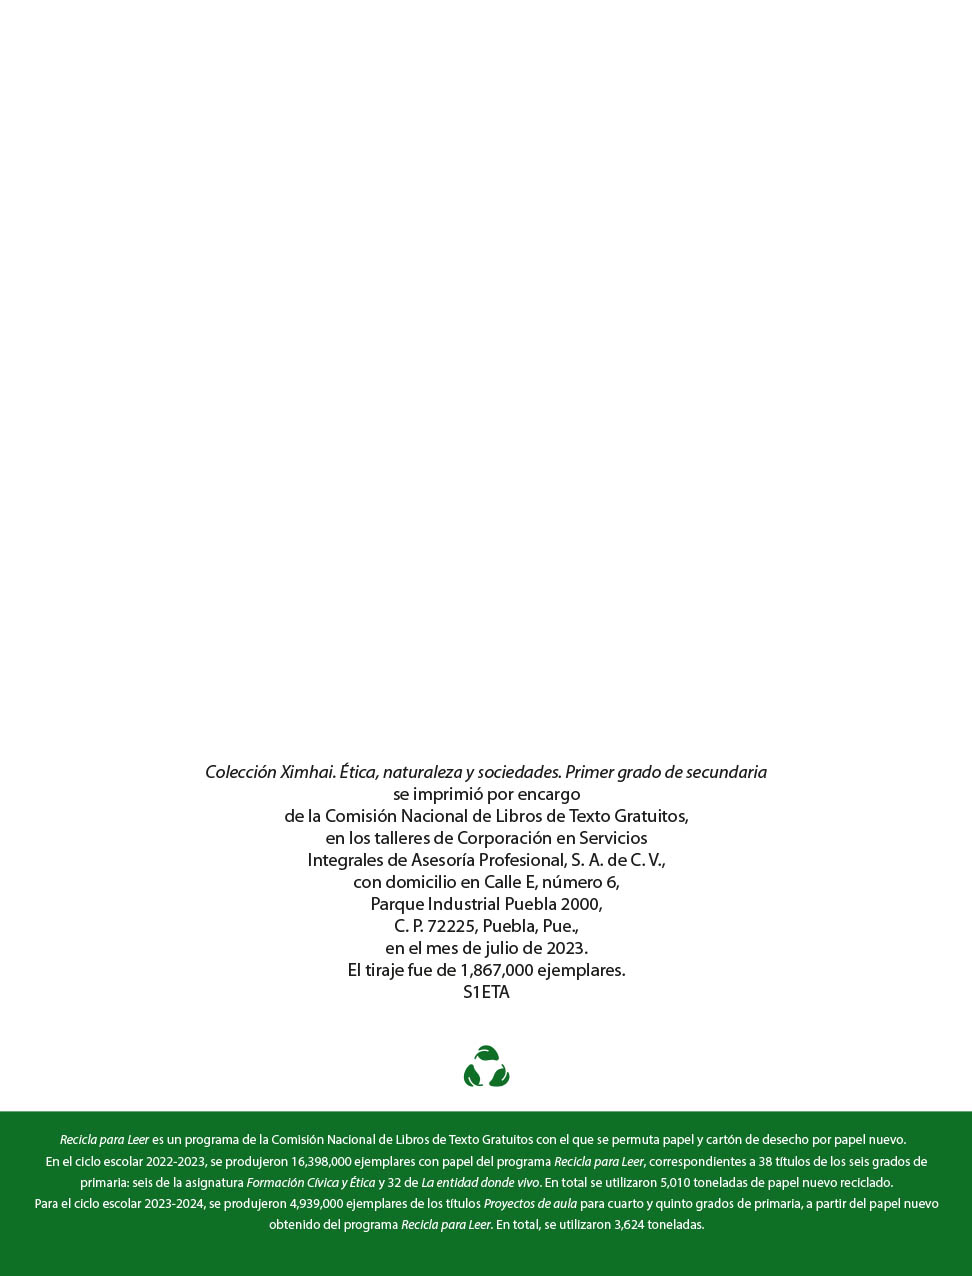 Colección Ximhai. Ética, naturaleza y sociedades. Primer grado de secundaria
se imprimió por encargo
de la Comisión Nacional de Libros de Texto Gratuitos,
en los talleres de Corporación en Servicios
Integrales de Asesoría Profesional, S. A. de C. V.,
con domicilio en Calle E, número 6,
Parque Industrial Puebla 2000,
C. P. 72225, Puebla, Pue.,
en el mes de julio de 2023.
El tiraje fue de 1,867,000 ejemplares.
S1ETA
Recicla para Leer es un programa de la Comisión Nacional de Libros de Texto Gratuitos con el que se permuta papel y cartón de desecho por papel nuevo.
En el ciclo escolar 2022-2023, se produjeron 16,398,000 ejemplares con papel del programa Recicla para Leer, correspondientes a 38 títulos de los seis grados de
primaria: seis de la asignatura Formación Cívica y Ética y 32 de La entidad donde vivo. En total se utilizaron 5,010 toneladas de papel nuevo reciclado.
Para el ciclo escolar 2023-2024, se produjeron 4,939,000 ejemplares de los títulos Proyectos de aula para cuarto y quinto grados de primaria, a partir del papel nuevo
obtenido del programa Recicla para Leer. En total, se utilizaron 3,624 toneladas.